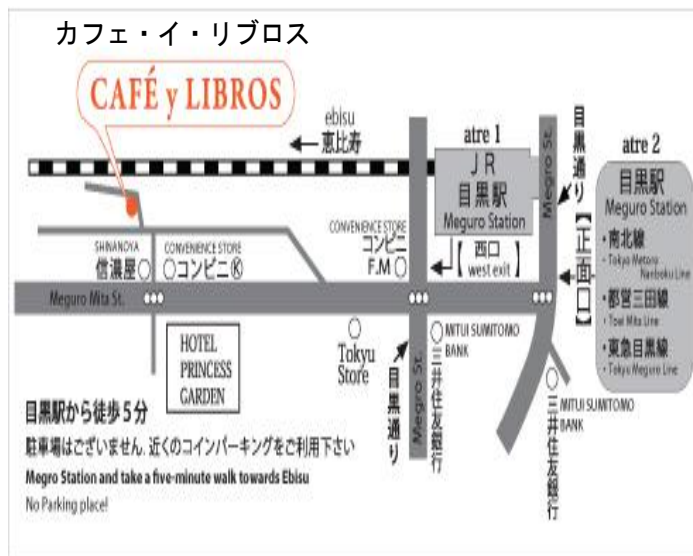 カフェ・イ・リブロス
CAFÉ y LIBROS
ebisu
恵比寿
atre 1
JR
目黒駅
Meguro Station
Megro St.
目黒通り
atre 2
目黒駅
Meguro Station
・南北線
・Tokyo Metoro
Nanboku Line
・都営三田線
・Toei Mita Line
・東急目黒線
・Tokyu Meguro Line
【正面口】
【西口】
west exit
CONVENIENCE STORE
コンビニ
F.M
SHINANOYA
信濃屋
CONVENIENCE STORE
コンビニ Ⓚ
Meguro Mita St.
HOTEL
PRINCESS
GARDEN
Tokyu
Store
目黒通り
Megro St.
MITUI SUMITOMO
BANK
三井住友銀行
MITUI SUMITOMO
BANK
三井住友銀行
目黒駅から徒歩5分
駐車場はございません. 近くのコインパーキングをご利用下さい
Megro Station and take a five-minute walk towards Ebisu
No Parking place!